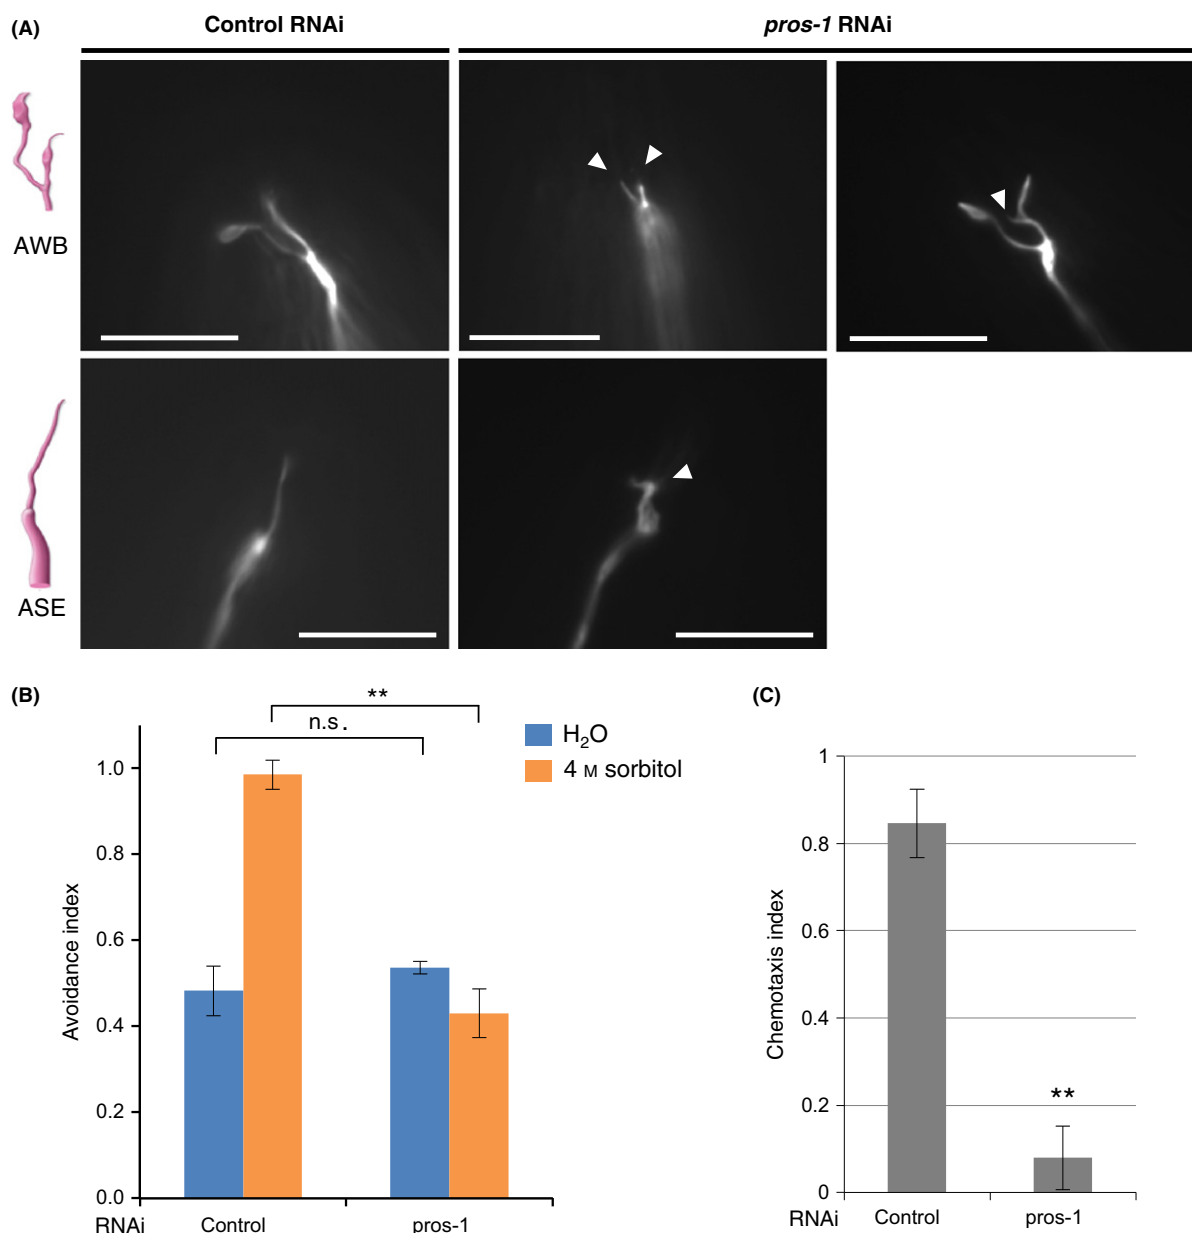 (A)
Control RNAi
pros-1 RNAi
AWB
ASE
(B)
**
n.s.
H₂O
4 M sorbitol
Avoidance index
1.0
0.8
0.6
0.4
0.2
0.0
RNAi
Control
pros-1
(C)
Chemotaxis index
1
0.8
0.6
0.4
0.2
0
**
RNAi
Control
pros-1